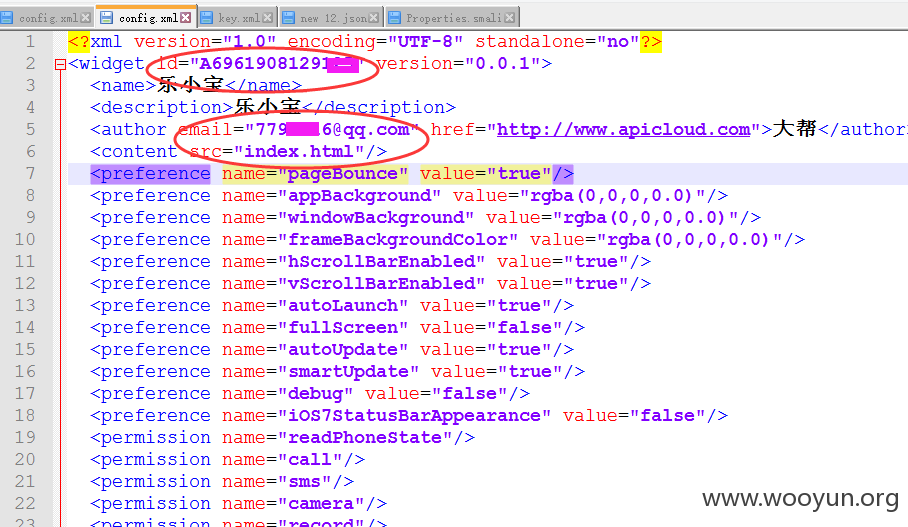 config.xml config.xml key.xml new 12.json Properties.smali
1 <?xml version="1.0" encoding="UTF-8" standalone="no"?>
2 <widget id="A6961908129 version="0.0.1">
3 <name>乐小宝</name>
4 <description>乐小宝</description>
5 <author email="779 6@qq.com" href="http://www.apicloud.com">大帮</author
6 <content src="index.html"/>
7 <preference name="pageBounce" value="true"/>
8 <preference name="appBackground" value="rgba(0,0,0,0.0)"/>
9 <preference name="windowBackground" value="rgba(0,0,0,0.0)"/>
10 <preference name="frameBackgroundColor" value="rgba(0,0,0,0.0)"/>
11 <preference name="hScrollBarEnabled" value="true"/>
12 <preference name="vScrollBarEnabled" value="true"/>
13 <preference name="autoLaunch" value="true"/>
14 <preference name="fullScreen" value="false"/>
15 <preference name="autoUpdate" value="true"/>
16 <preference name="smartUpdate" value="true"/>
17 <preference name="debug" value="false"/>
18 <preference name="iOS7StatusBarAppearance" value="false"/>
19 <permission name="readPhoneState"/>
20 <permission name="call"/>
21 <permission name="sms"/>
22 <permission name="camera"/>
23 <permission name="record"/>
www.wooyun.org